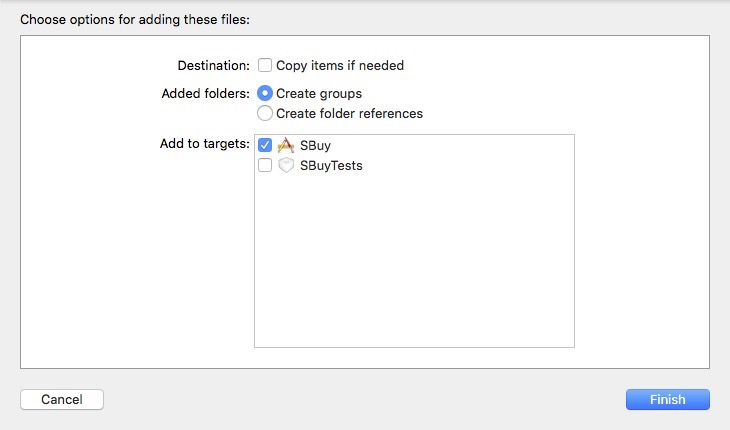 Choose options for adding these files:
Destination: Copy items if needed
Added folders: Create groups
Create folder references
Add to targets: SBuy
SBuyTests
Cancel Finish